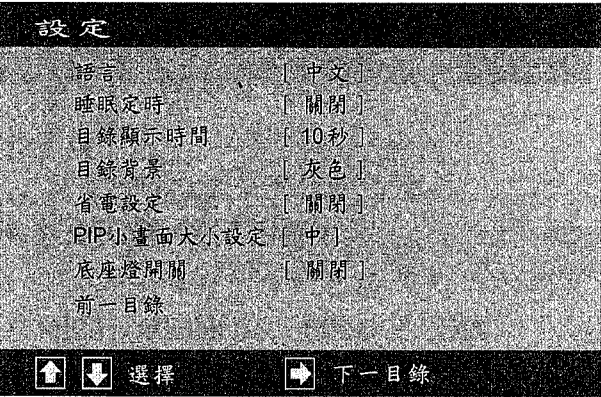 設定
語言 [ 中文 ]
睡眠定時 [ 關閉 ]
目錄顯示時間 [ 10秒 ]
目錄背景 [ 灰色 ]
省電設定 [ 關閉 ]
PIP小畫面大小設定 [ 中 ]
底座燈開關 [ 關閉 ]
前一目錄
選擇 下一目錄